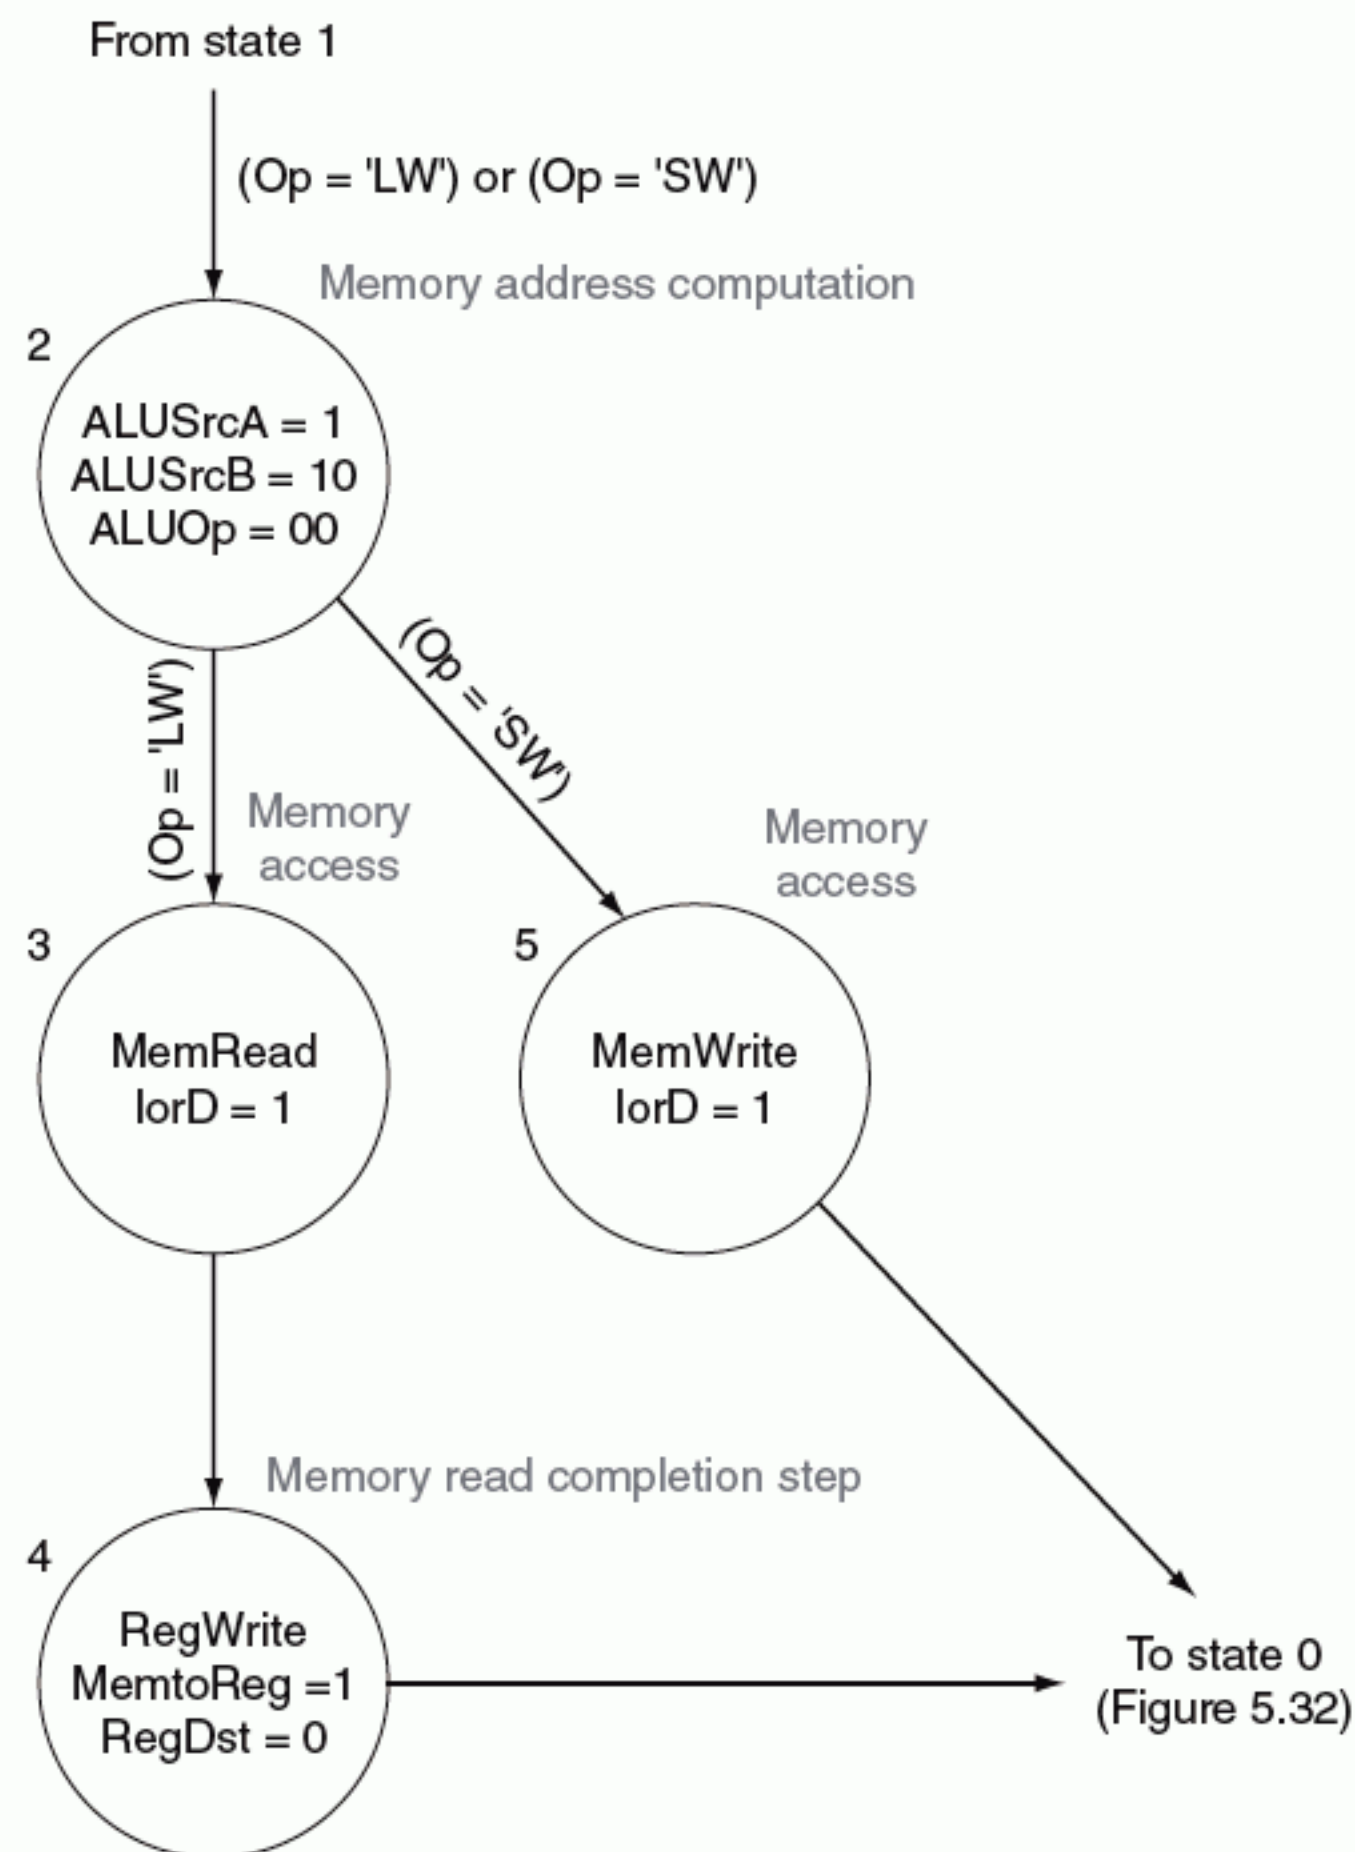 From state 1
(Op = 'LW') or (Op = 'SW')
Memory address computation
2
ALUSrcA = 1
ALUSrcB = 10
ALUOp = 00
(Op = 'LW')
(Op = 'SW')
Memory
access
Memory
access
3
MemRead
IorD = 1
5
MemWrite
IorD = 1
Memory read completion step
4
RegWrite
MemtoReg =1
RegDst = 0
To state 0
(Figure 5.32)